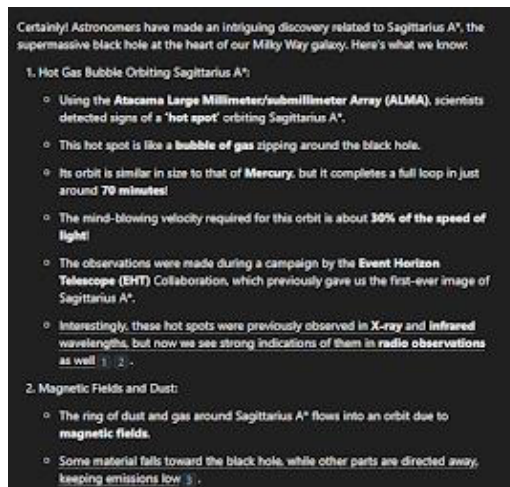 Certainly! Astronomers have made an intriguing discovery related to Sagittarius A*, the
supermassive black hole at the heart of our Milky Way galaxy. Here's what we know:
1. Hot Gas Bubble Orbiting Sagittarius A*:
○ Using the Atacama Large Millimeter/submillimeter Array (ALMA), scientists
detected signs of a 'hot spot' orbiting Sagittarius A*.
○ This hot spot is like a bubble of gas zipping around the black hole.
○ Its orbit is similar in size to that of Mercury, but it completes a full loop in just
around 70 minutes!
○ The mind-blowing velocity required for this orbit is about 30% of the speed of
light!
○ The observations were made during a campaign by the Event Horizon
Telescope (EHT) Collaboration, which previously gave us the first-ever image of
Sagittarius A*.
○ Interestingly, these hot spots were previously observed in X-ray and infrared
wavelengths, but now we see strong indications of them in radio observations
as well 1 2 .
2. Magnetic Fields and Dust:
○ The ring of dust and gas around Sagittarius A* flows into an orbit due to
magnetic fields.
○ Some material falls toward the black hole, while other parts are directed away,
keeping emissions low 3 .